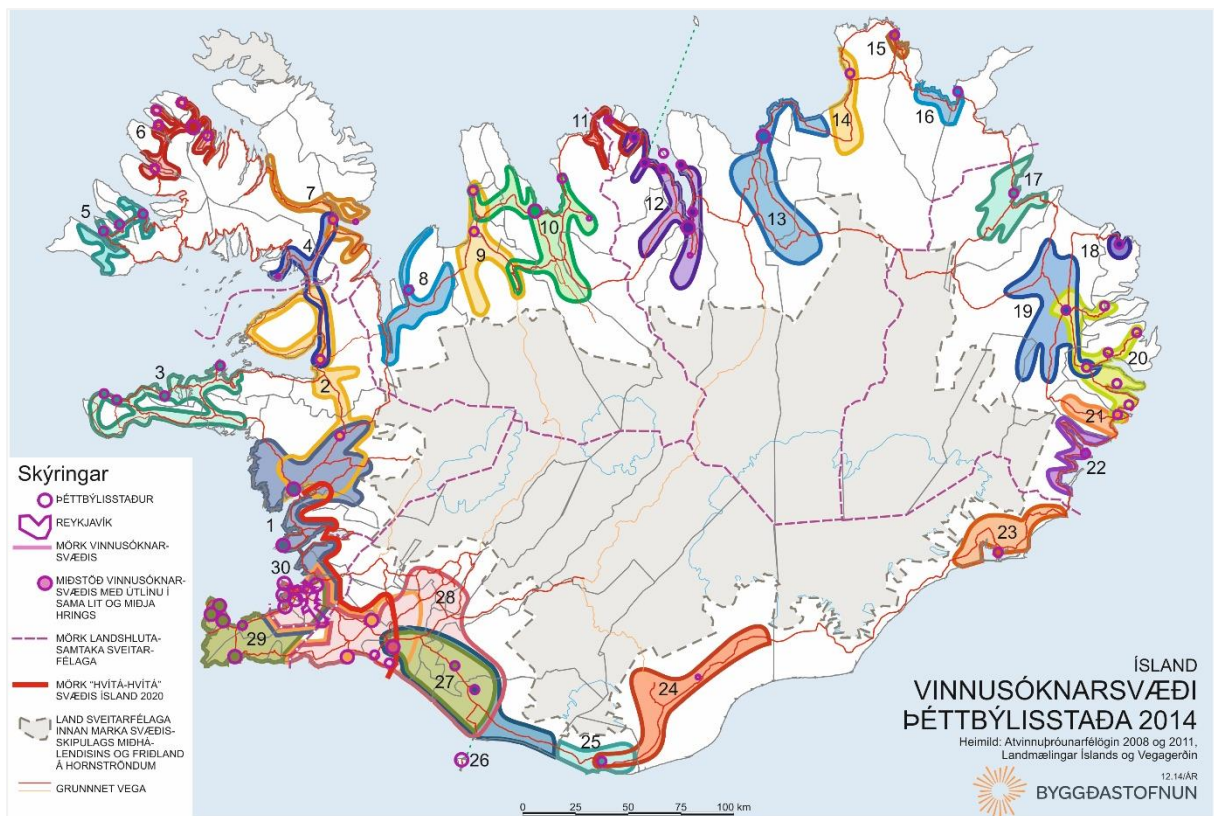 15
6
11
14
16
5
7
17
12
4
10
13
9
8
18
19
3
20
2
21
22
1
23
30
28
29
27
24
25
26
Skýringar
ÞÉTTBÝLISSTAÐUR
REYKJAVÍK
MÖRK VINNUSÓKNAR-
SVÆÐIS
MIÐSTÖÐ VINNUSÓKNAR-
SVÆÐIS MEÐ ÚTLÍNU Í
SAMA LIT OG MIÐJA
HRINGS
MÖRK LANDSHLUTA-
SAMTAKA SVEITAR-
FÉLAGA
MÖRK "HVÍTÁ-HVÍTÁ"
SVÆÐIS ÍSLAND 2020
LAND SVEITARFÉLAGA
INNAN MARKA SVÆÐIS-
SKIPULAGS MIÐHÁ-
LENDISINS OG FRIÐLAND
Á HORNSTRÖNDUM
GRUNNNET VEGA
0 25 50 75 100 km
ÍSLAND
VINNUSÓKNARSVÆÐI
ÞÉTTBÝLISSTAÐA 2014
Heimild: Atvinnuþróunarfélögin 2008 og 2011,
Landmælingar Íslands og Vegagerðin
12.14/ÁR
BYGGÐASTOFNUN